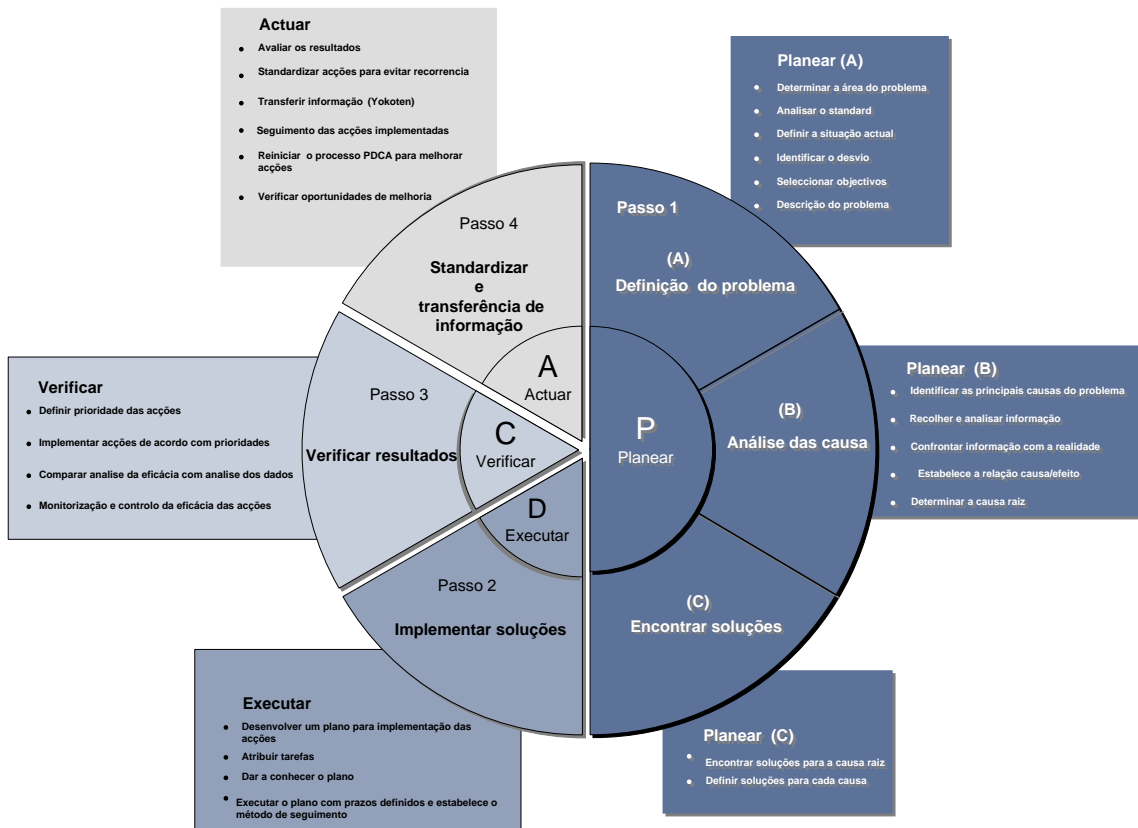 Actuar
Avaliar os resultados
Standardizar acções para evitar recorrencia
Transferir informação (Yokoten)
Seguimento das acções implementadas
Reiniciar o processo PDCA para melhorar
acções
Verificar oportunidades de melhoria
Planear (A)
Determinar a área do problema
Analisar o standard
Definir a situação actual
Identificar o desvio
Seleccionar objectivos
Descrição do problema
Passo 4
Standardizar
e
transferência de
informação
A
Actuar
Passo 1
(A)
Definição do problema
Verificar
Definir prioridade das acções
Implementar acções de acordo com prioridades
Comparar analise da eficácia com analise dos dados
Monitorização e controlo da eficácia das acções
Passo 3
Verificar resultados
C
Verificar
P
Planear
(B)
Análise das causa
Planear (B)
Identificar as principais causas do problema
Recolher e analisar informação
Confrontar informação com a realidade
Estabelece a relação causa/efeito
Determinar a causa raiz
D
Executar
Passo 2
Implementar soluções
(C)
Encontrar soluções
Executar
Desenvolver um plano para implementação das
acções
Atribuir tarefas
Dar a conhecer o plano
Executar o plano com prazos definidos e estabelece o
método de seguimento
Planear (C)
Encontrar soluções para a causa raiz
Definir soluções para cada causa